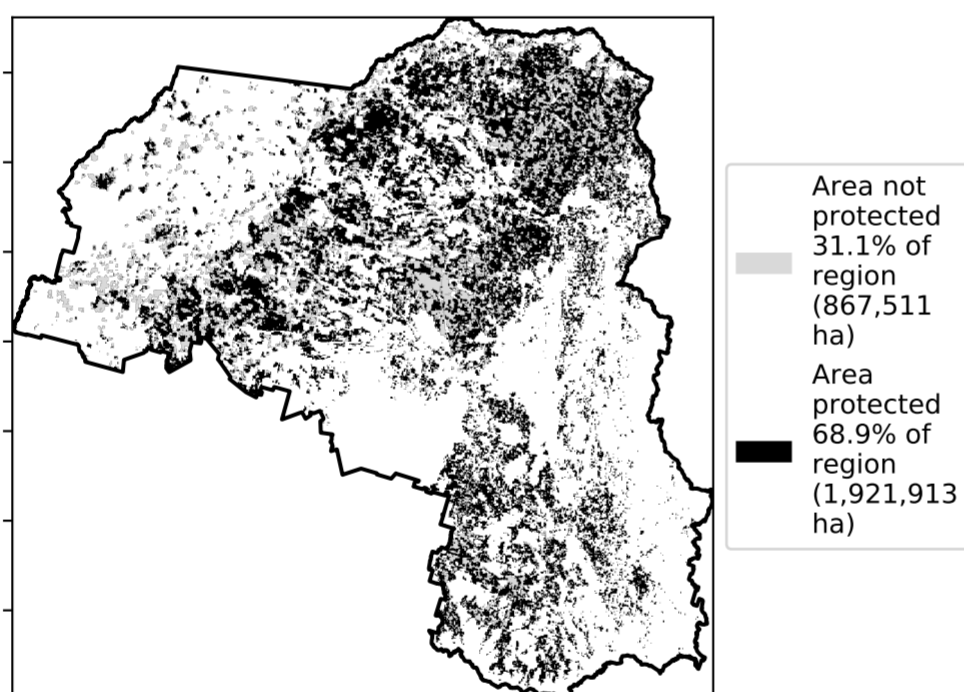 Area not
protected
31.1% of
region
(867,511
ha)
Area
protected
68.9% of
region
(1,921,913
ha)